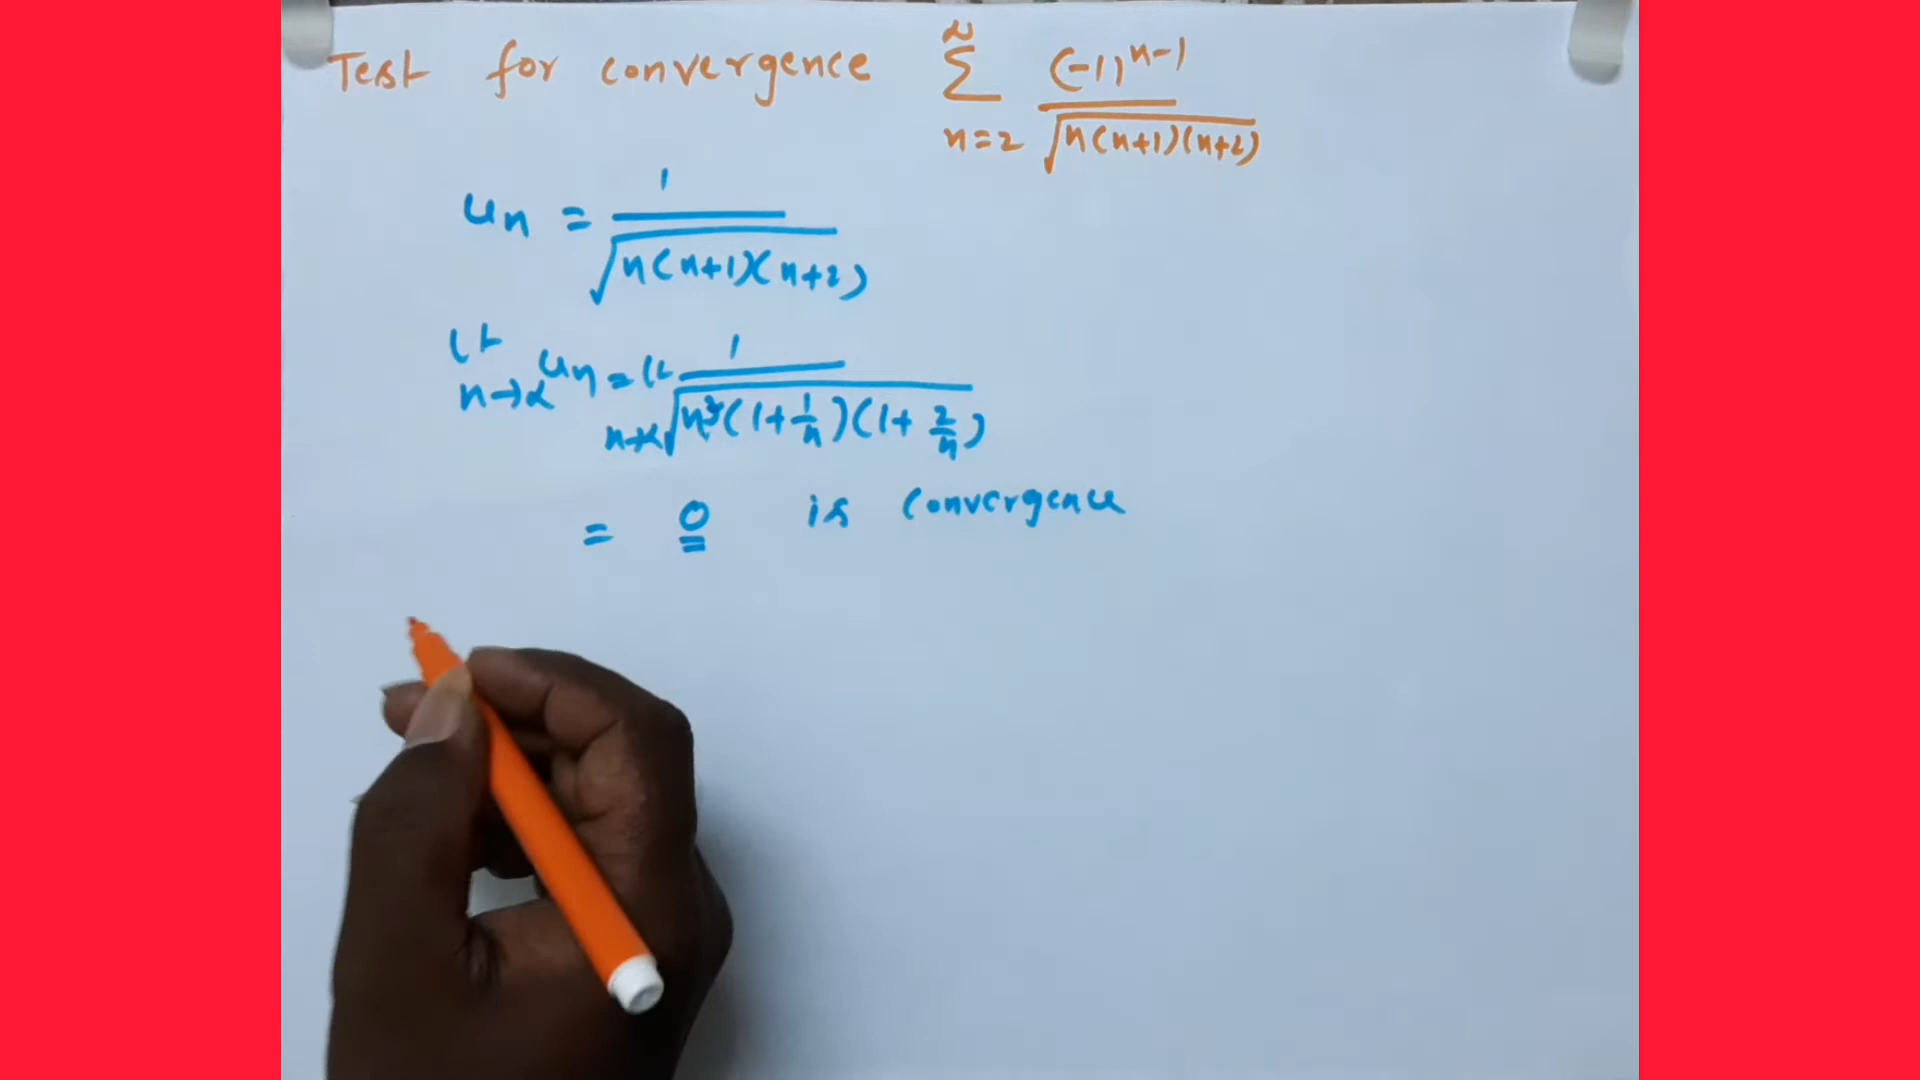 Test for convergence ∑_{n=2}^{∞} (-1)^{n-1} / √(n(n+1)(n+2))
u_n = 1 / √(n(n+1)(n+2))
Lt_{n→∞} u_n = Lt_{n→∞} 1 / √(n³(1+1/n)(1+2/n))
= 0 is convergence